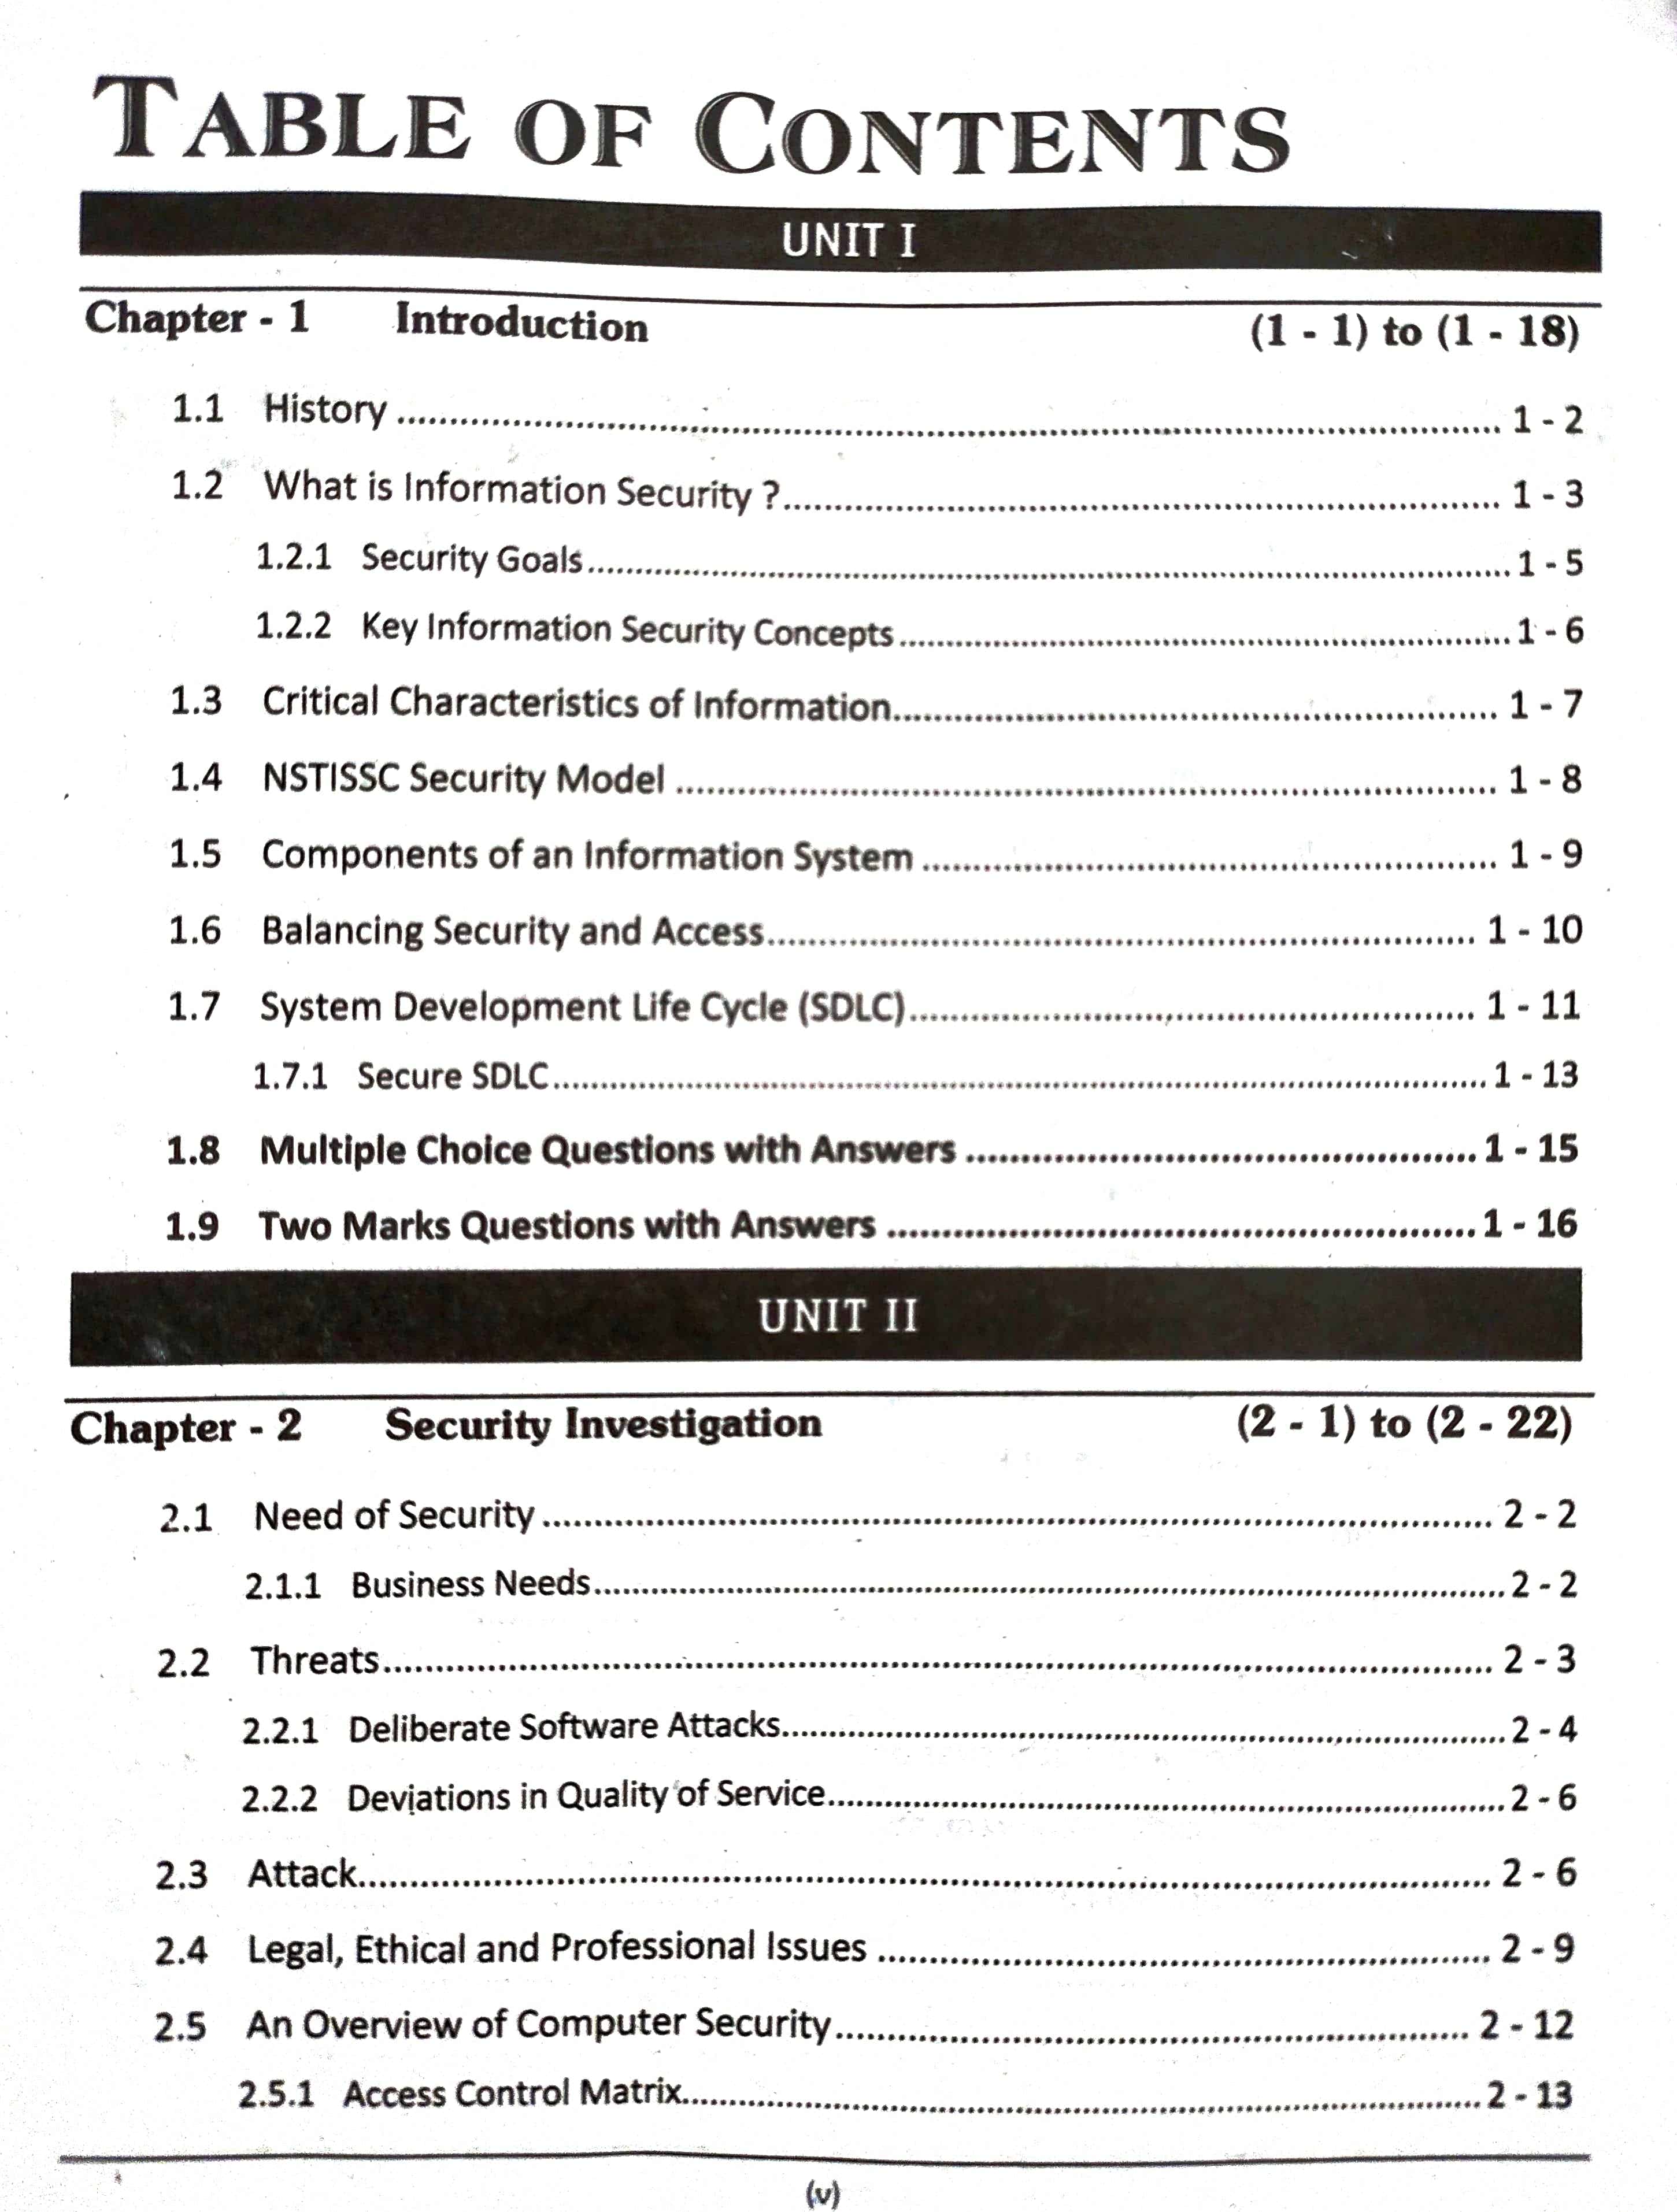 TABLE OF CONTENTS
UNIT I
Chapter - 1 Introduction (1 - 1) to (1 - 18)
1.1 History ........ 1 - 2
1.2 What is Information Security ?........ 1 - 3
1.2.1 Security Goals........ 1 - 5
1.2.2 Key Information Security Concepts........ 1 - 6
1.3 Critical Characteristics of Information........ 1 - 7
1.4 NSTISSC Security Model ........ 1 - 8
1.5 Components of an Information System ........ 1 - 9
1.6 Balancing Security and Access........ 1 - 10
1.7 System Development Life Cycle (SDLC)........ 1 - 11
1.7.1 Secure SDLC........ 1 - 13
1.8 Multiple Choice Questions with Answers ........ 1 - 15
1.9 Two Marks Questions with Answers ........ 1 - 16
UNIT II
Chapter - 2 Security Investigation (2 - 1) to (2 - 22)
2.1 Need of Security ........ 2 - 2
2.1.1 Business Needs........ 2 - 2
2.2 Threats........ 2 - 3
2.2.1 Deliberate Software Attacks........ 2 - 4
2.2.2 Deviations in Quality of Service........ 2 - 6
2.3 Attack........ 2 - 6
2.4 Legal, Ethical and Professional Issues ........ 2 - 9
2.5 An Overview of Computer Security........ 2 - 12
2.5.1 Access Control Matrix........ 2 - 13
(v)